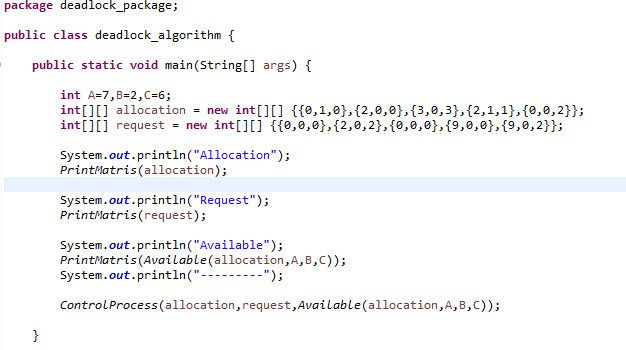 package deadlock_package;
public class deadlock_algorithm {
public static void main(String[] args) {
int A=7,B=2,C=6;
int[][] allocation = new int[][] {{0,1,0},{2,0,0},{3,0,3},{2,1,1},{0,0,2}};
int[][] request = new int[][] {{0,0,0},{2,0,2},{0,0,0},{9,0,0},{9,0,2}};
System.out.println("Allocation");
PrintMatris(allocation);
System.out.println("Request");
PrintMatris(request);
System.out.println("Available");
PrintMatris(Available(allocation,A,B,C));
System.out.println("---------");
ControlProcess(allocation,request,Available(allocation,A,B,C));
}